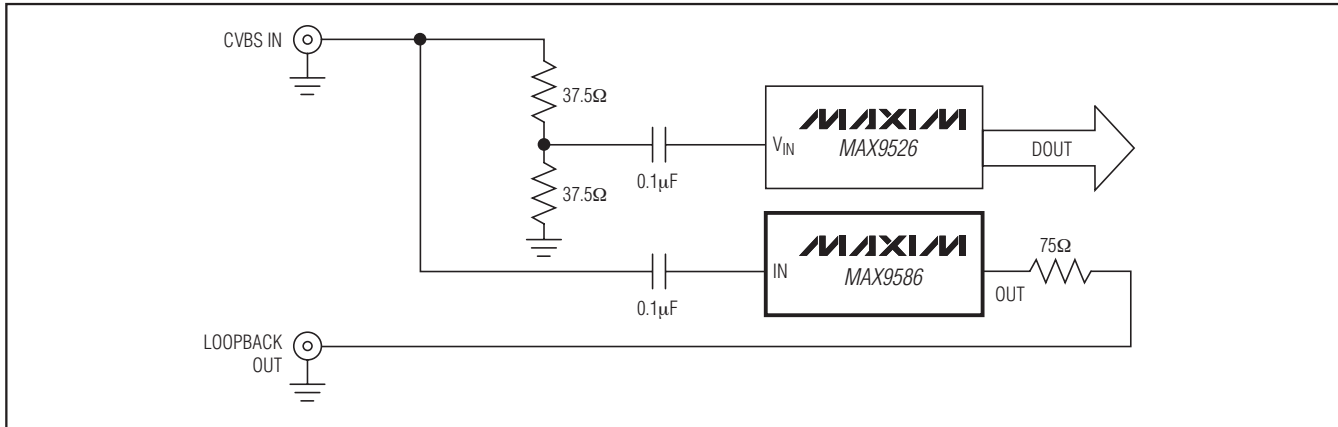 CVBS IN
37.5Ω
37.5Ω
0.1μF
VIN
MAXIM
MAX9526
DOUT
0.1μF
IN
MAXIM
MAX9586
OUT
75Ω
LOOPBACK
OUT